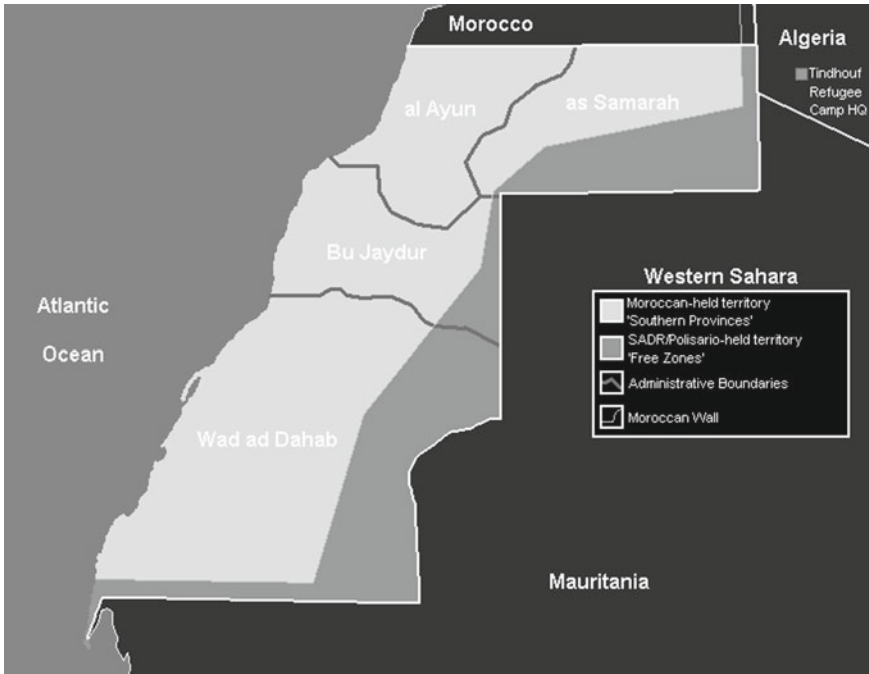 Morocco
Algeria
Tindhouf
Refugee
Camp HQ
al Ayun
as Samarah
Bu Jaydur
Atlantic
Ocean
Wad ad Dahab
Western Sahara
Moroccan-held territory
'Southern Provinces'
SADR/Polisario-held territory
'Free Zones'
Administrative Boundaries
Moroccan Wall
Mauritania